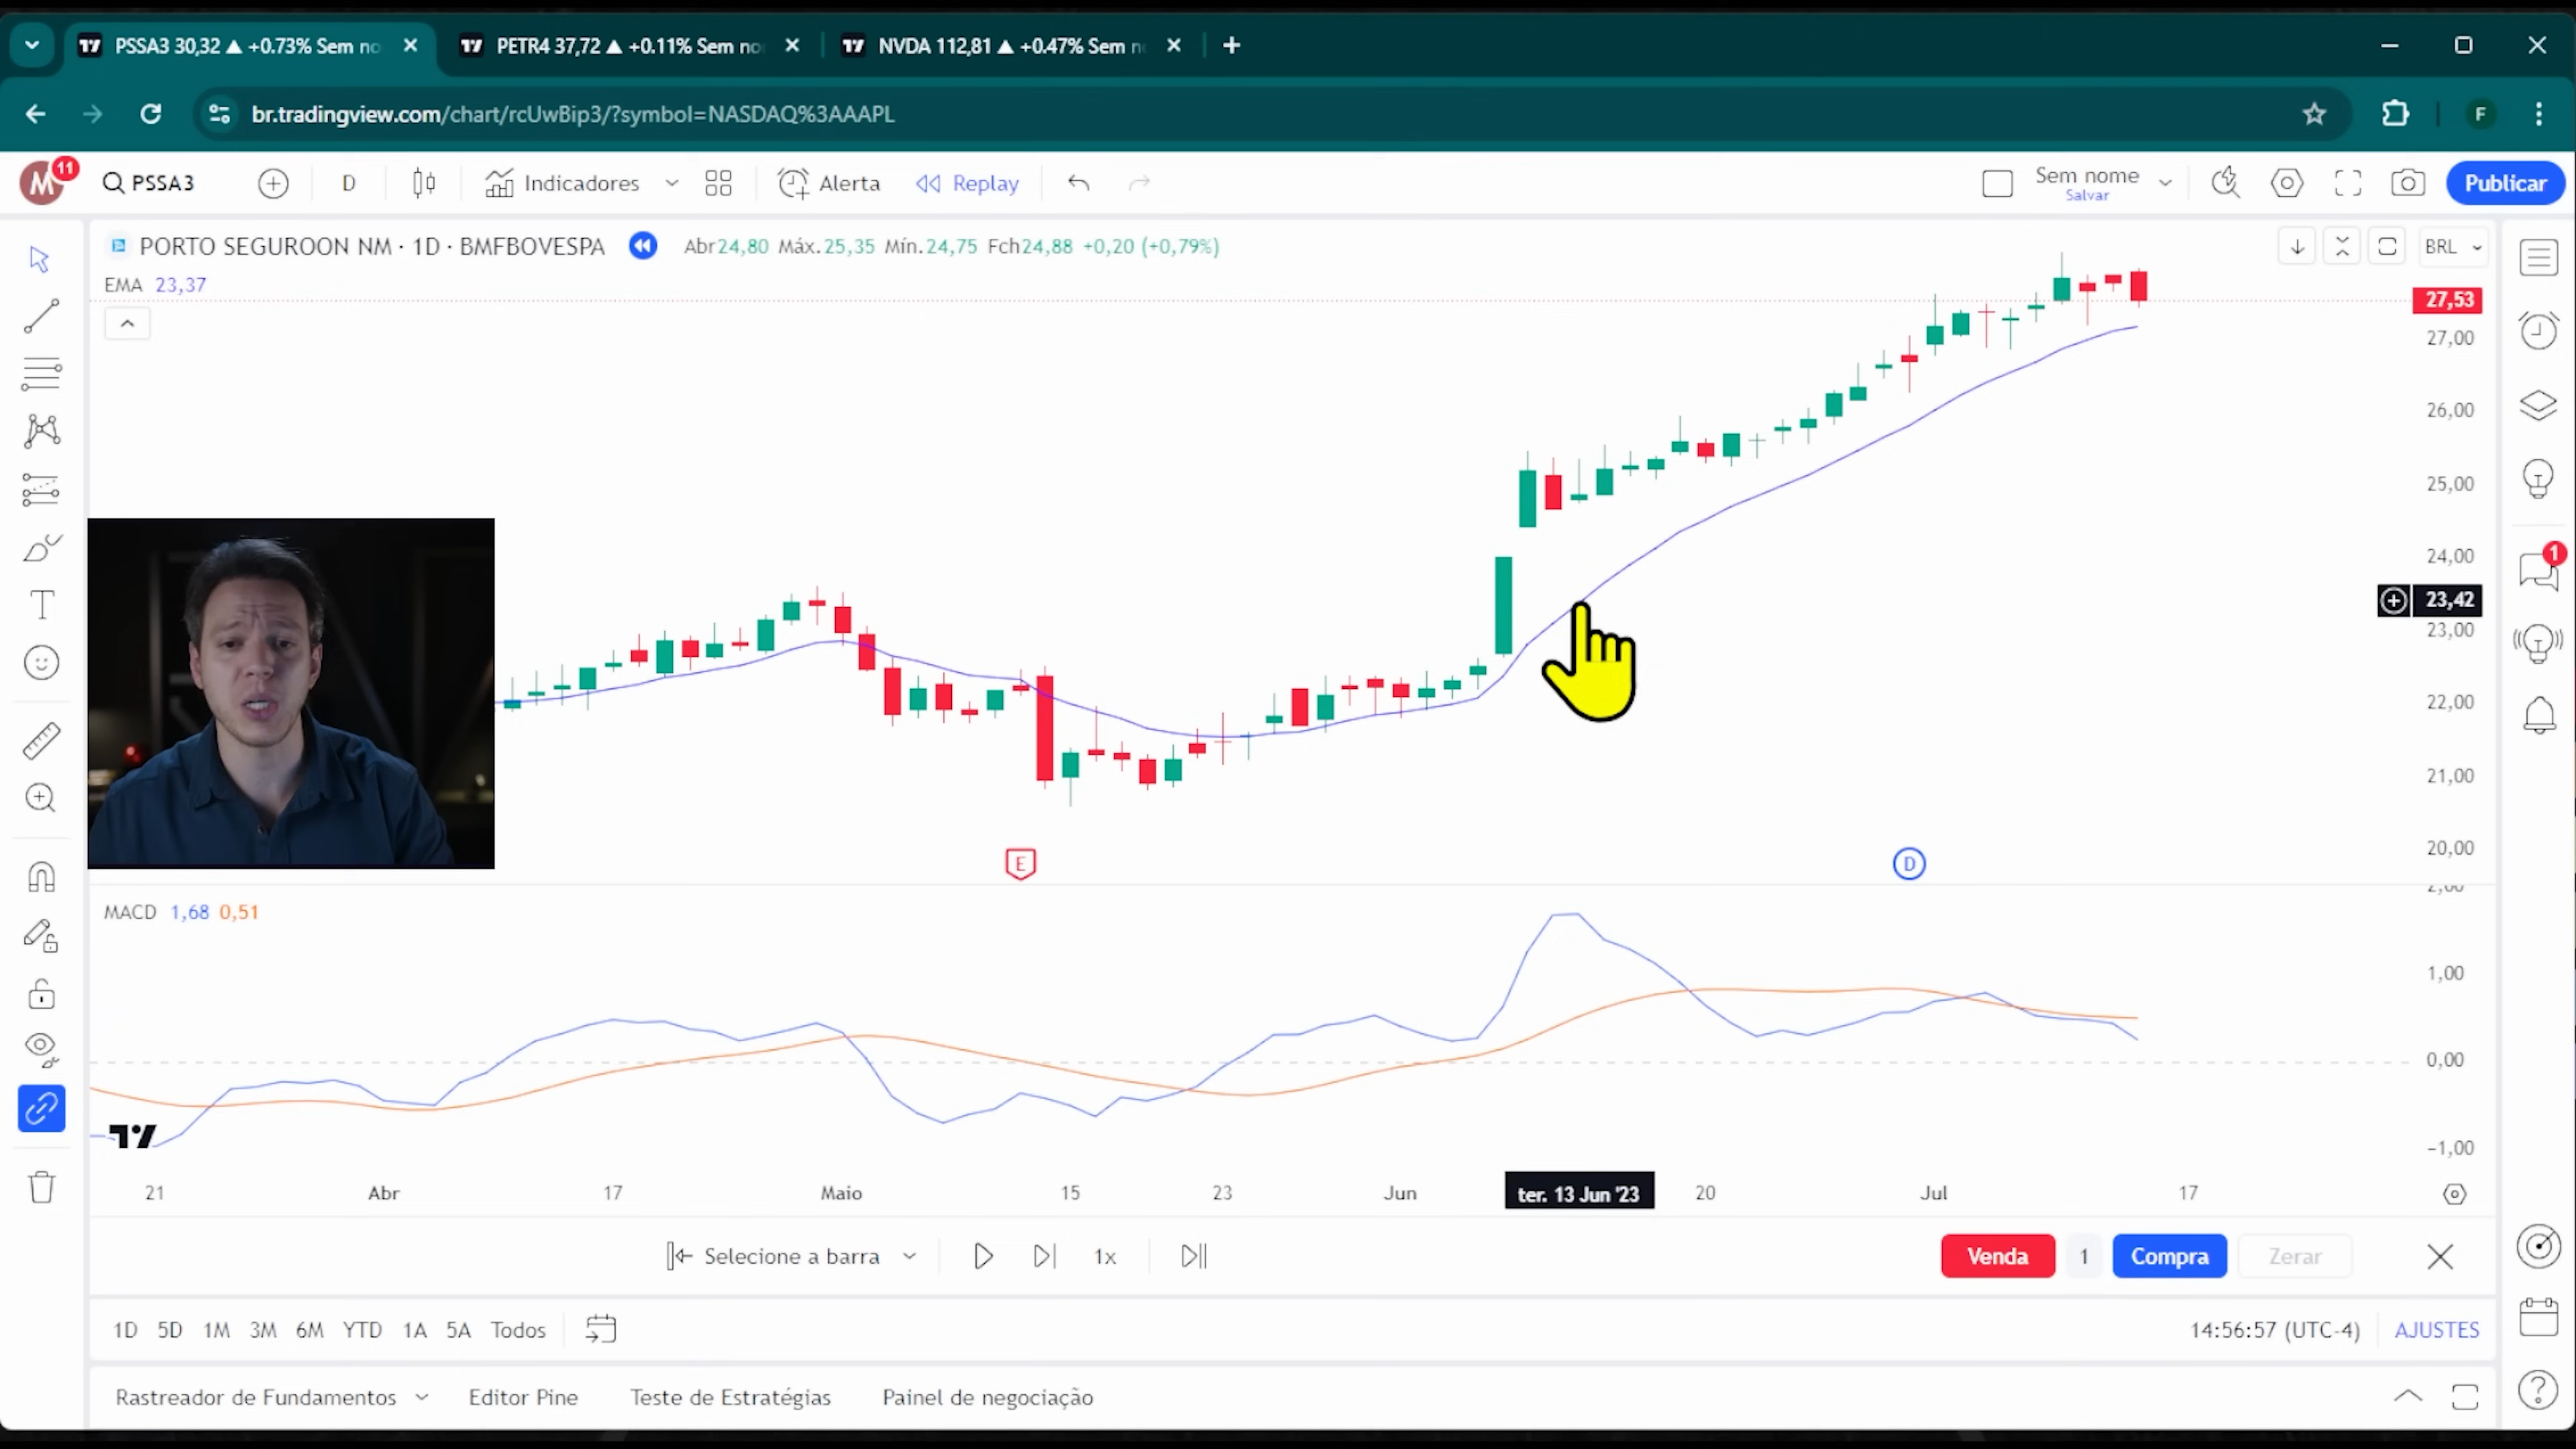 PSSA3 30,32 ▲ +0.73% Sem no
PETR4 37,72 ▲ +0.11% Sem no
NVDA 112,81 ▲ +0.47% Sem n
br.tradingview.com/chart/rcUwBip3/?symbol=NASDAQ%3AAAPL
F
M 11 PSSA3 D Indicadores Alerta Replay Sem nome Salvar Publicar
PORTO SEGUROON NM · 1D · BMFBOVESPA Abr24,80 Máx.25,35 Mín.24,75 Fch24,88 +0,20 (+0,79%) BRL
EMA 23,37
27,53
27,00
26,00
25,00
24,00
1
23,42
23,00
22,00
21,00
20,00
E D
2,00
MACD 1,68 0,51
1,00
0,00
−1,00
21 Abr 17 Maio 15 23 Jun ter. 13 Jun '23 20 Jul 17
Selecione a barra 1x Venda 1 Compra Zerar
1D 5D 1M 3M 6M YTD 1A 5A Todos 14:56:57 (UTC-4) AJUSTES
Rastreador de Fundamentos Editor Pine Teste de Estratégias Painel de negociação